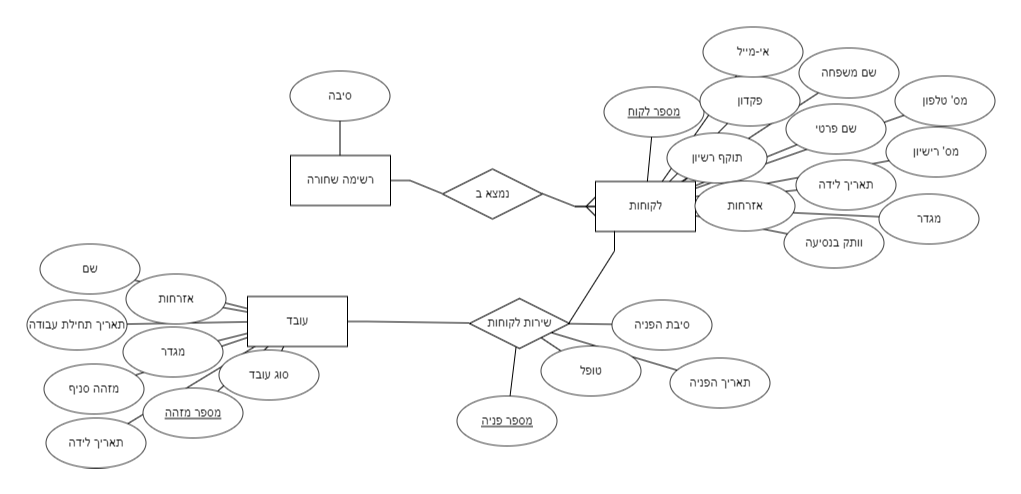 אי-מייל
שם משפחה
סיבה
פקדון
מס' טלפון
מספר לקוח
שם פרטי
תוקף רשיון
מס' רישיון
רשימה שחורה
תאריך לידה
נמצא ב
לקוחות
אזרחות
מגדר
וותק בנסיעה
שם
אזרחות
תאריך תחילת עבודה
עובד
שירות לקוחות
סיבת הפניה
מגדר
סוג עובד
טופל
תאריך הפניה
מזהה סניף
מספר מזהה
מספר פניה
תאריך לידה